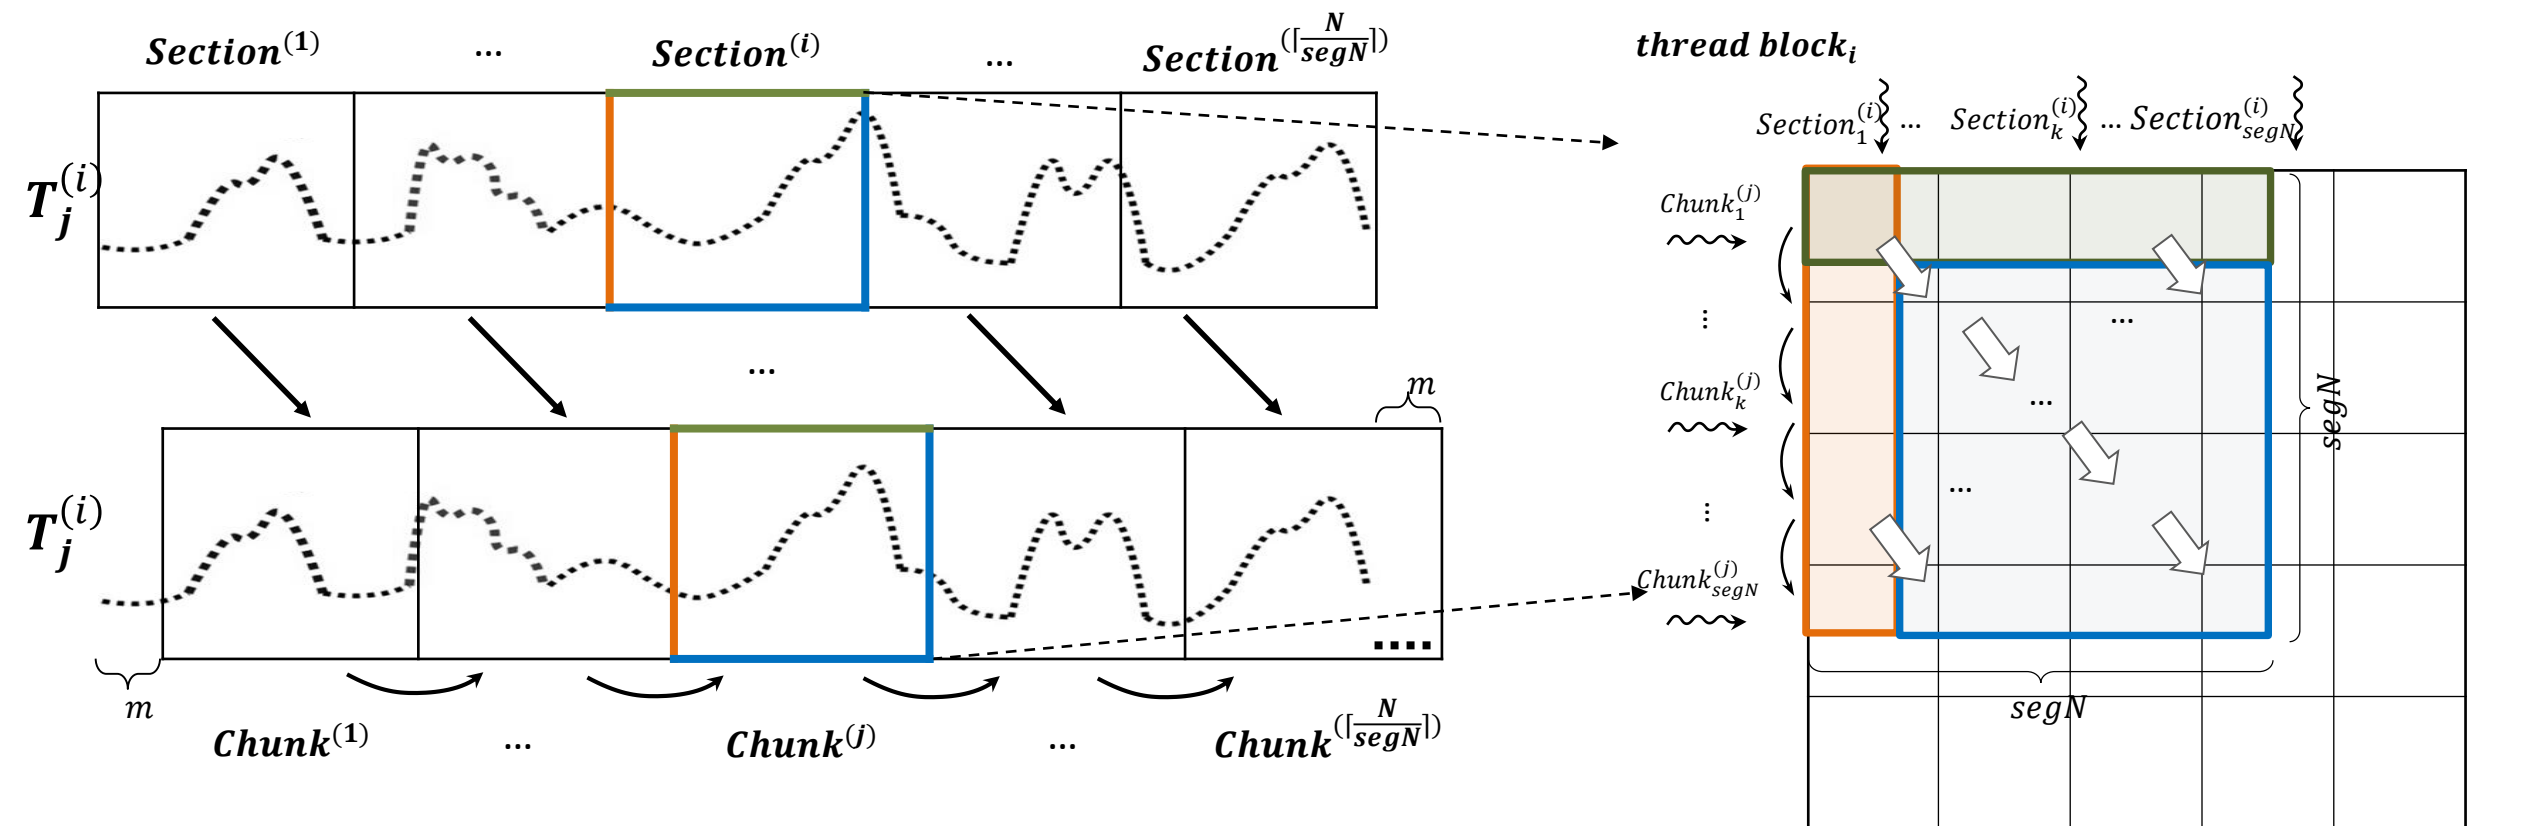 Section^(1) ... Section^(i) ... Section^(⌈N/segN⌉)
T_j^(i)
...
m
T_j^(i)
....
m
Chunk^(1) ... Chunk^(j) ... Chunk^(⌈N/segN⌉)
thread block_i
Section_1^(i) ... Section_k^(i) ... Section_segN^(i)
Chunk_1^(j)
⋮
...
Chunk_k^(j)
...
segN
...
⋮
Chunk_segN^(j)
segN